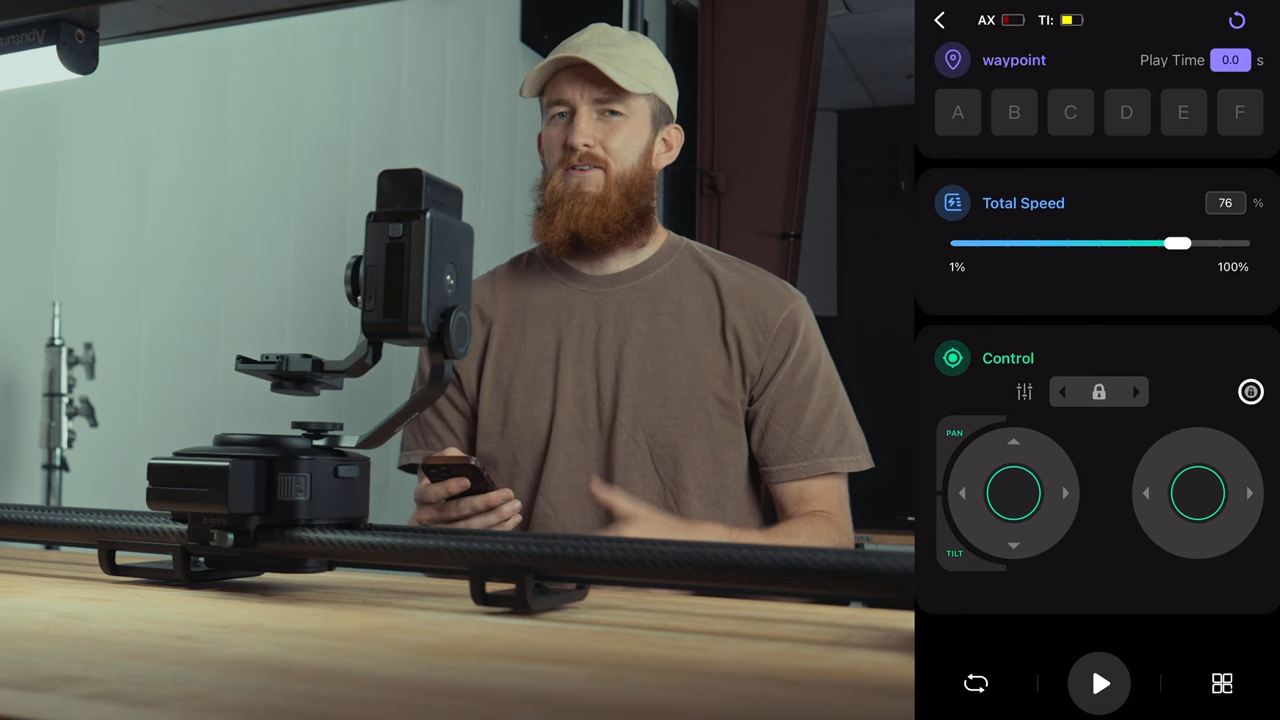 AX TI:
waypoint Play Time 0.0 s
A B C D E F
Total Speed 76 %
1% 100%
Control
PAN
TILT